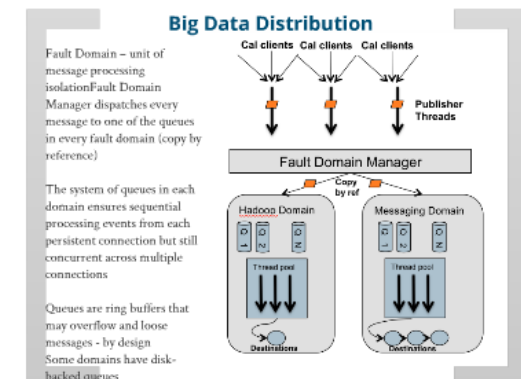 Big Data Distribution
Fault Domain – unit of
message processing
isolationFault Domain
Manager dispatches every
message to one of the queues
in every fault domain (copy by
reference)
The system of queues in each
domain ensures sequential
processing events from each
persistent connection but still
concurrent across multiple
connections
Queues are ring buffers that
may overflow and loose
messages - by design
Some domains have disk-
backed queues
Cal clients Cal clients Cal clients
Publisher
Threads
Fault Domain Manager
Copy
by ref
Hadoop Domain
Q 1
Q 2
Q N
Thread pool
Destinations
Messaging Domain
Q 1
Q 2
Q N
Thread pool
Destinations